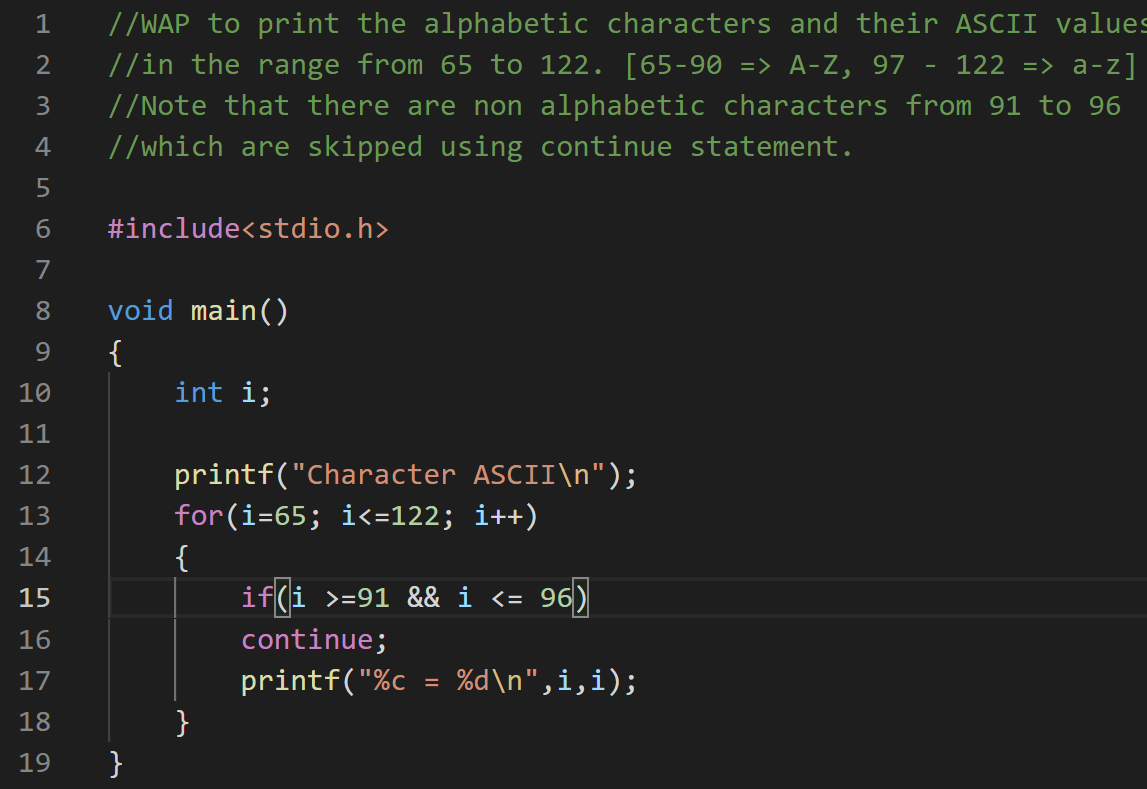 1 //WAP to print the alphabetic characters and their ASCII values
2 //in the range from 65 to 122. [65-90 => A-Z, 97 - 122 => a-z]
3 //Note that there are non alphabetic characters from 91 to 96
4 //which are skipped using continue statement.
5
6 #include<stdio.h>
7
8 void main()
9 {
10     int i;
11
12     printf("Character ASCII\n");
13     for(i=65; i<=122; i++)
14     {
15         if(i >=91 && i <= 96)
16         continue;
17         printf("%c = %d\n",i,i);
18     }
19 }